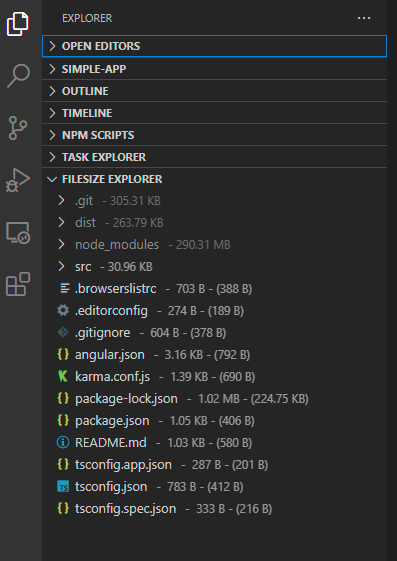 EXPLORER ...
OPEN EDITORS
SIMPLE-APP
OUTLINE
TIMELINE
NPM SCRIPTS
TASK EXPLORER
FILESIZE EXPLORER
.git - 305.31 KB
dist - 263.79 KB
node_modules - 290.31 MB
src - 30.96 KB
.browserslistrc - 703 B - (388 B)
.editorconfig - 274 B - (189 B)
.gitignore - 604 B - (378 B)
{} angular.json - 3.16 KB - (792 B)
karma.conf.js - 1.39 KB - (690 B)
{} package-lock.json - 1.02 MB - (224.75 KB)
{} package.json - 1.05 KB - (406 B)
README.md - 1.03 KB - (580 B)
{} tsconfig.app.json - 287 B - (201 B)
TS tsconfig.json - 783 B - (412 B)
{} tsconfig.spec.json - 333 B - (216 B)